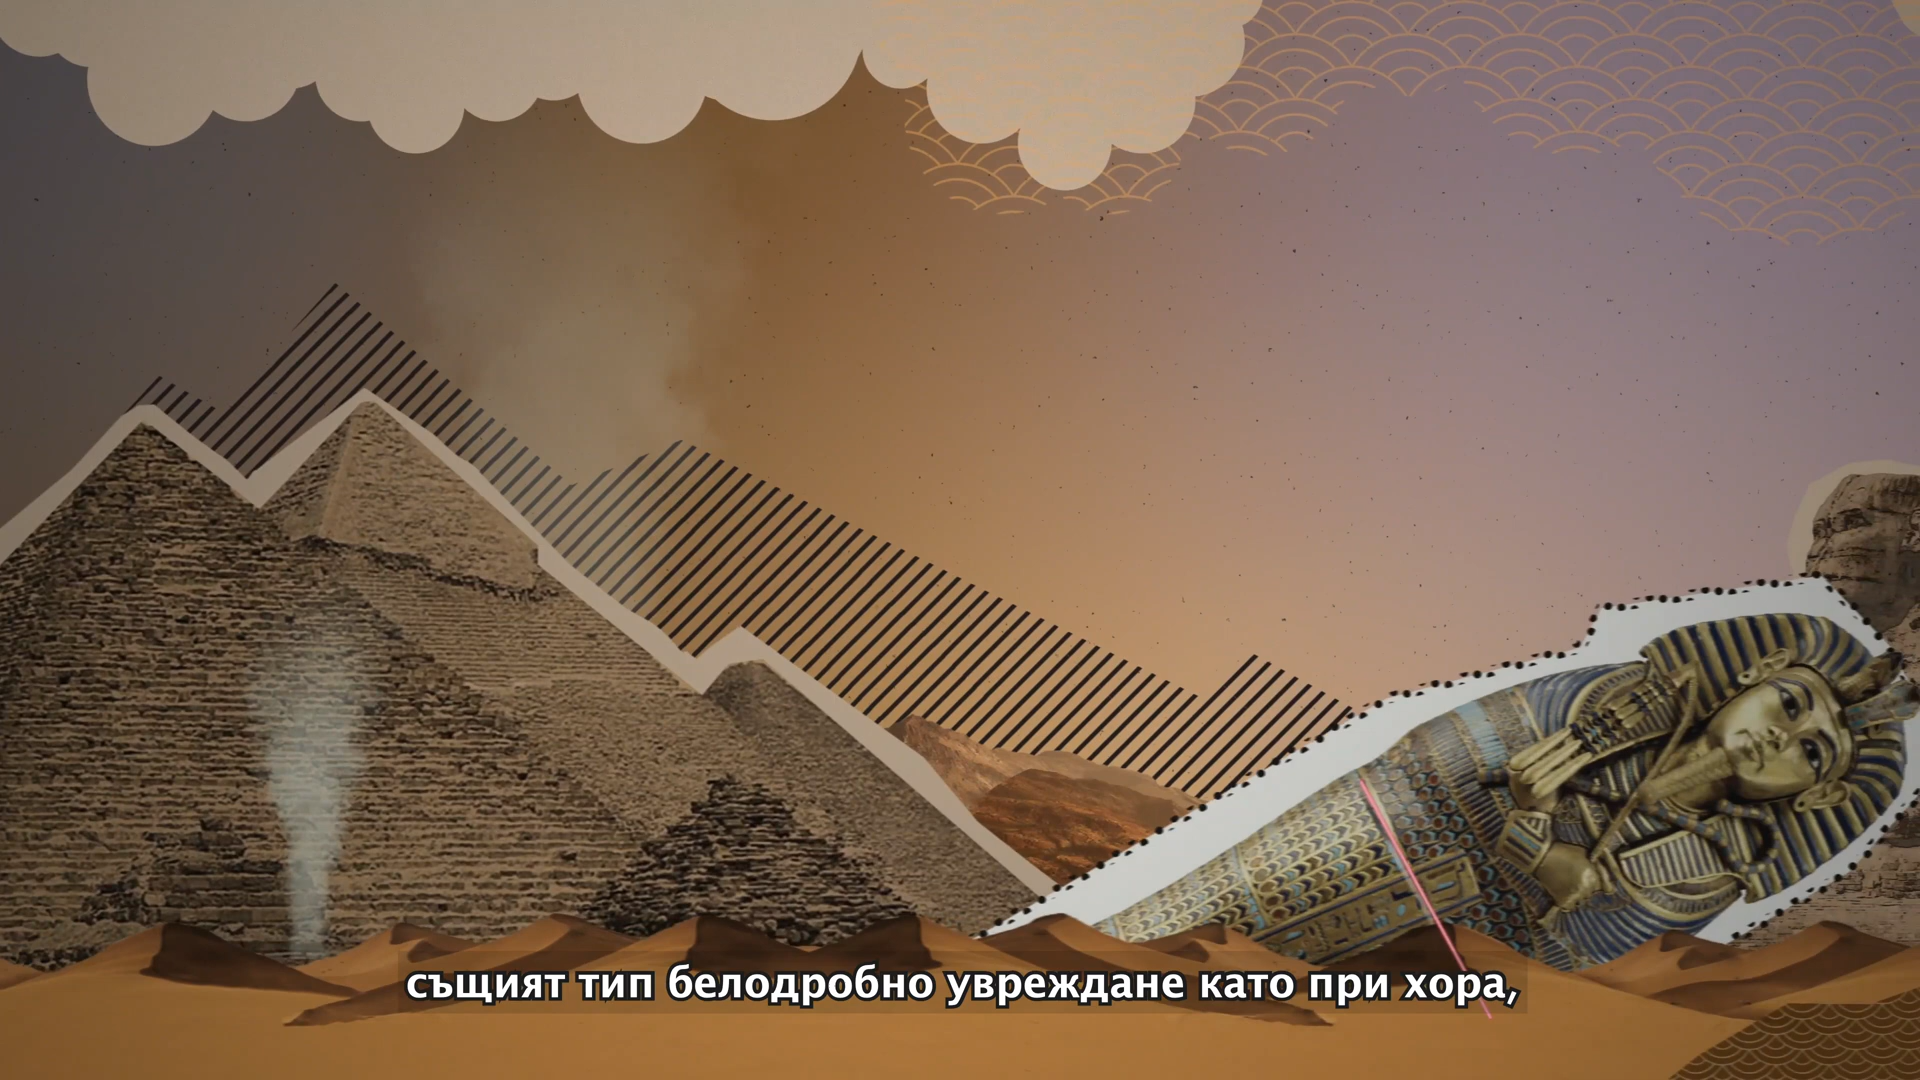 същият тип белодробно увреждане като при хора,